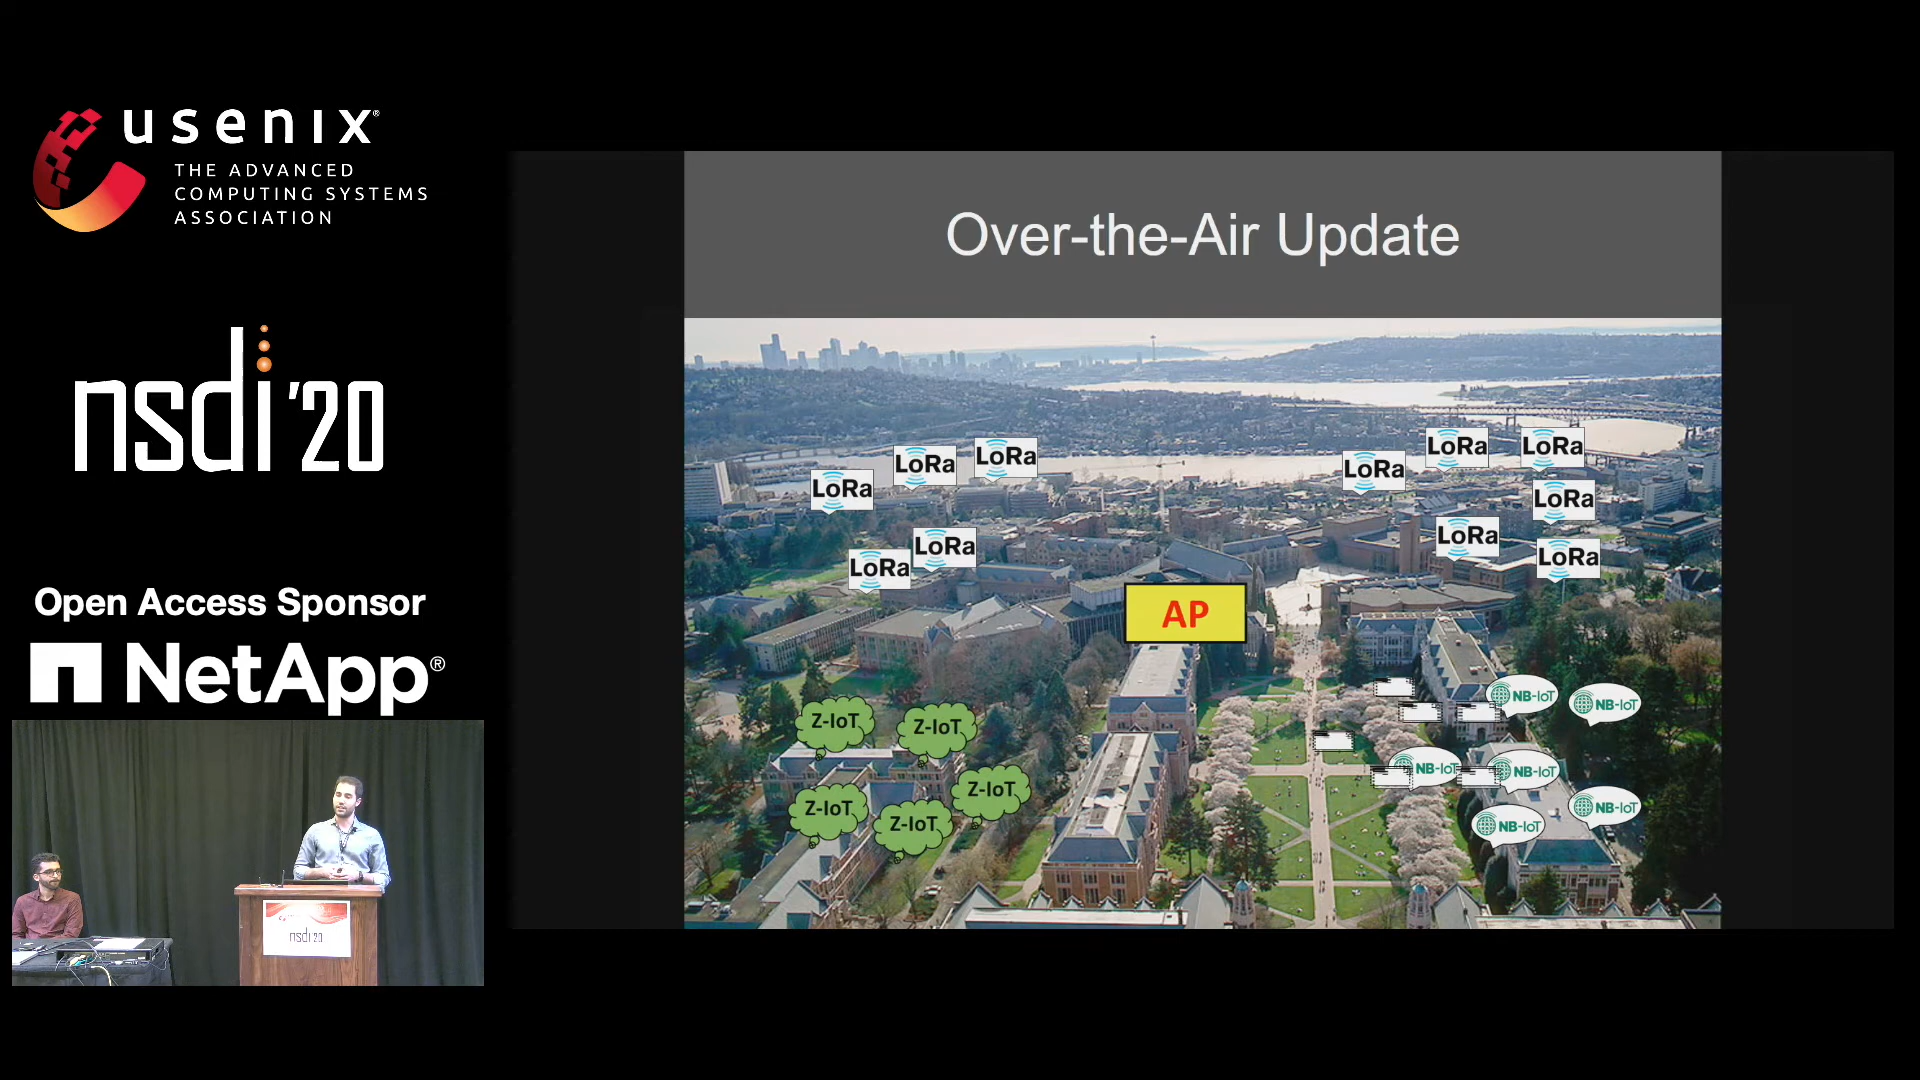 usenix®
THE ADVANCED
COMPUTING SYSTEMS
ASSOCIATION
nsdi '20
Open Access Sponsor
NetApp®
nsdi 20
Over-the-Air Update
LoRa
LoRa
LoRa
LoRa
LoRa
LoRa
LoRa
LoRa
LoRa
LoRa
LoRa
AP
Z-IoT
Z-IoT
Z-IoT
Z-IoT
Z-IoT
NB-IoT
NB-IoT
NB-IoT
NB-IoT
NB-IoT
NB-IoT